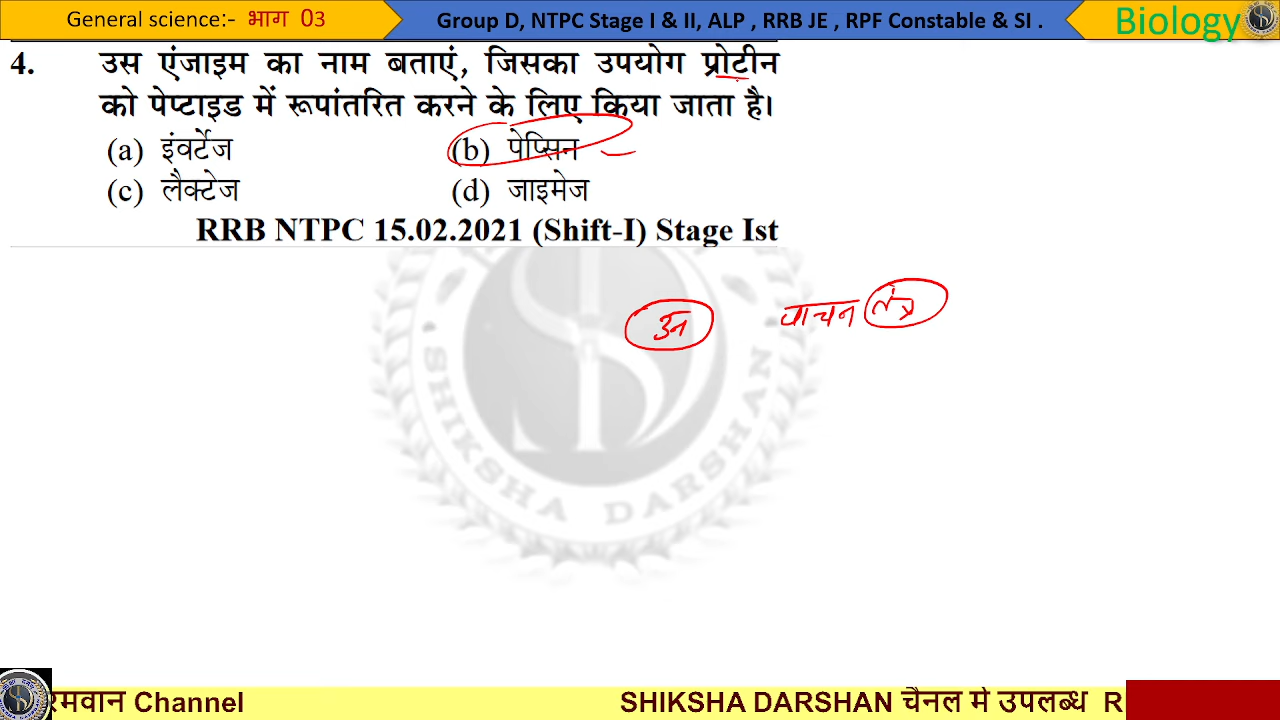 General science:- भाग 03
Group D, NTPC Stage I & II, ALP , RRB JE , RPF Constable & SI .
Biology
4. उस एंजाइम का नाम बताएं, जिसका उपयोग प्रोटीन
को पेप्टाइड में रूपांतरित करने के लिए किया जाता है।
(a) इंवर्टेज (b) पेप्सिन
(c) लैक्टेज (d) जाइमेज
RRB NTPC 15.02.2021 (Shift-I) Stage Ist
पाचन तंत्र
SHIKSHA DARSHAN
Channel SHIKSHA DARSHAN चैनल में उपलब्ध R